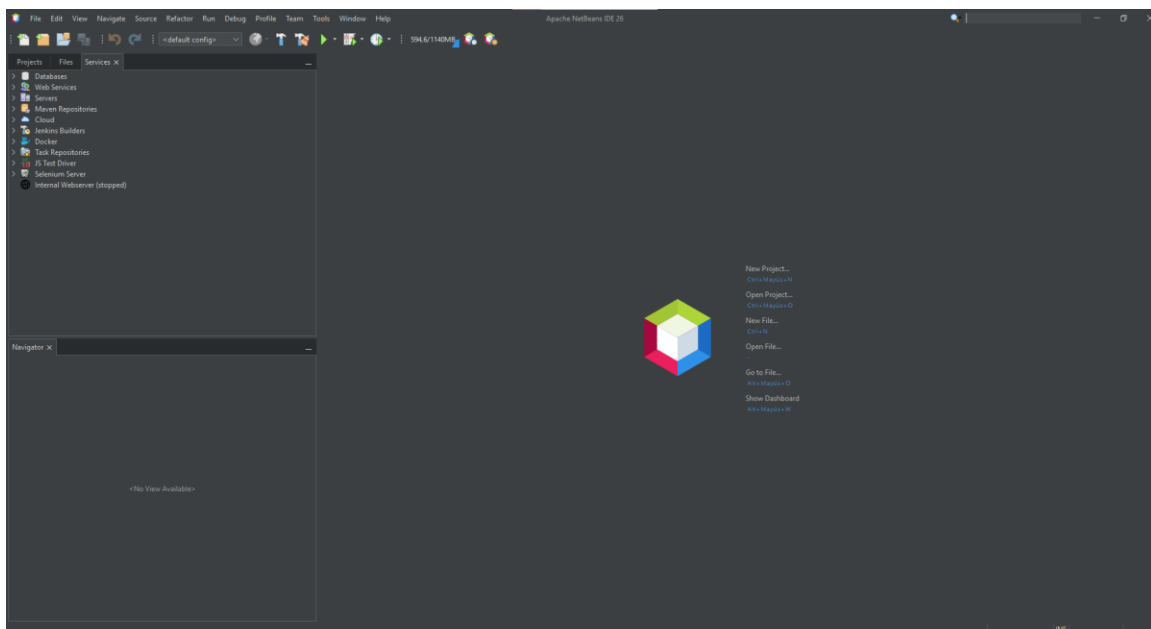 File Edit View Navigate Source Refactor Run Debug Profile Team Tools Window Help
Apache NetBeans IDE 26
<default config>
594,6/1140MB
Projects Files Services
Databases
Web Services
Servers
Maven Repositories
Cloud
Jenkins Builders
Docker
Task Repositories
JS Test Driver
Selenium Server
Internal Webserver (stopped)
Navigator
<No View Available>
New Project...
Ctrl+Mayús+N
Open Project...
Ctrl+Mayús+O
New File...
Ctrl+N
Open File...
-
Go to File...
Alt+Mayús+O
Show Dashboard
Alt+Mayús+W
INS